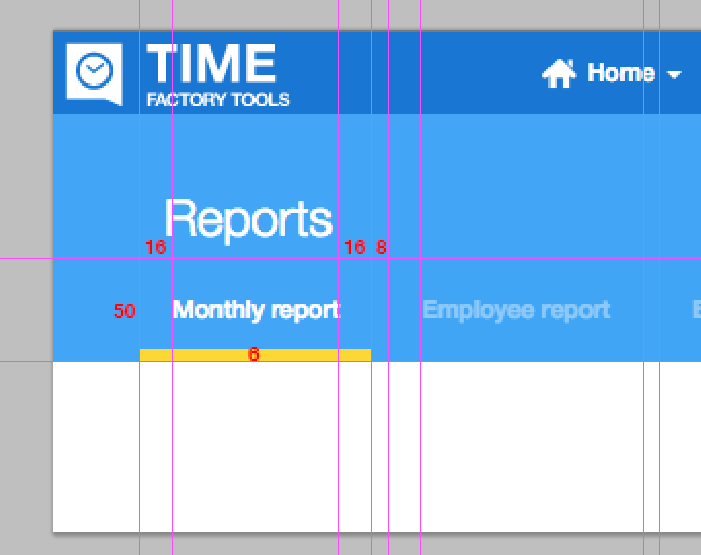 TIME
FACTORY TOOLS
Home
Reports
16 16 8
50 Monthly report Employee report
6